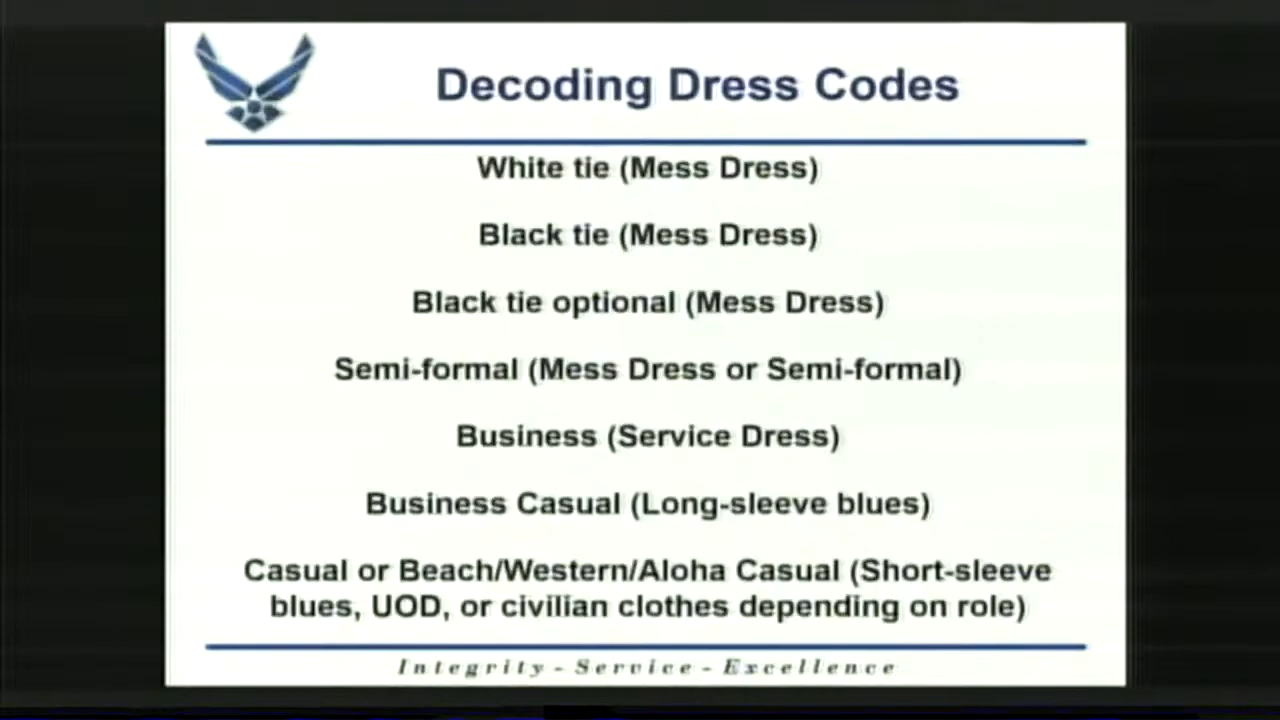 Decoding Dress Codes
White tie (Mess Dress)
Black tie (Mess Dress)
Black tie optional (Mess Dress)
Semi-formal (Mess Dress or Semi-formal)
Business (Service Dress)
Business Casual (Long-sleeve blues)
Casual or Beach/Western/Aloha Casual (Short-sleeve
blues, UOD, or civilian clothes depending on role)
Integrity - Service - Excellence